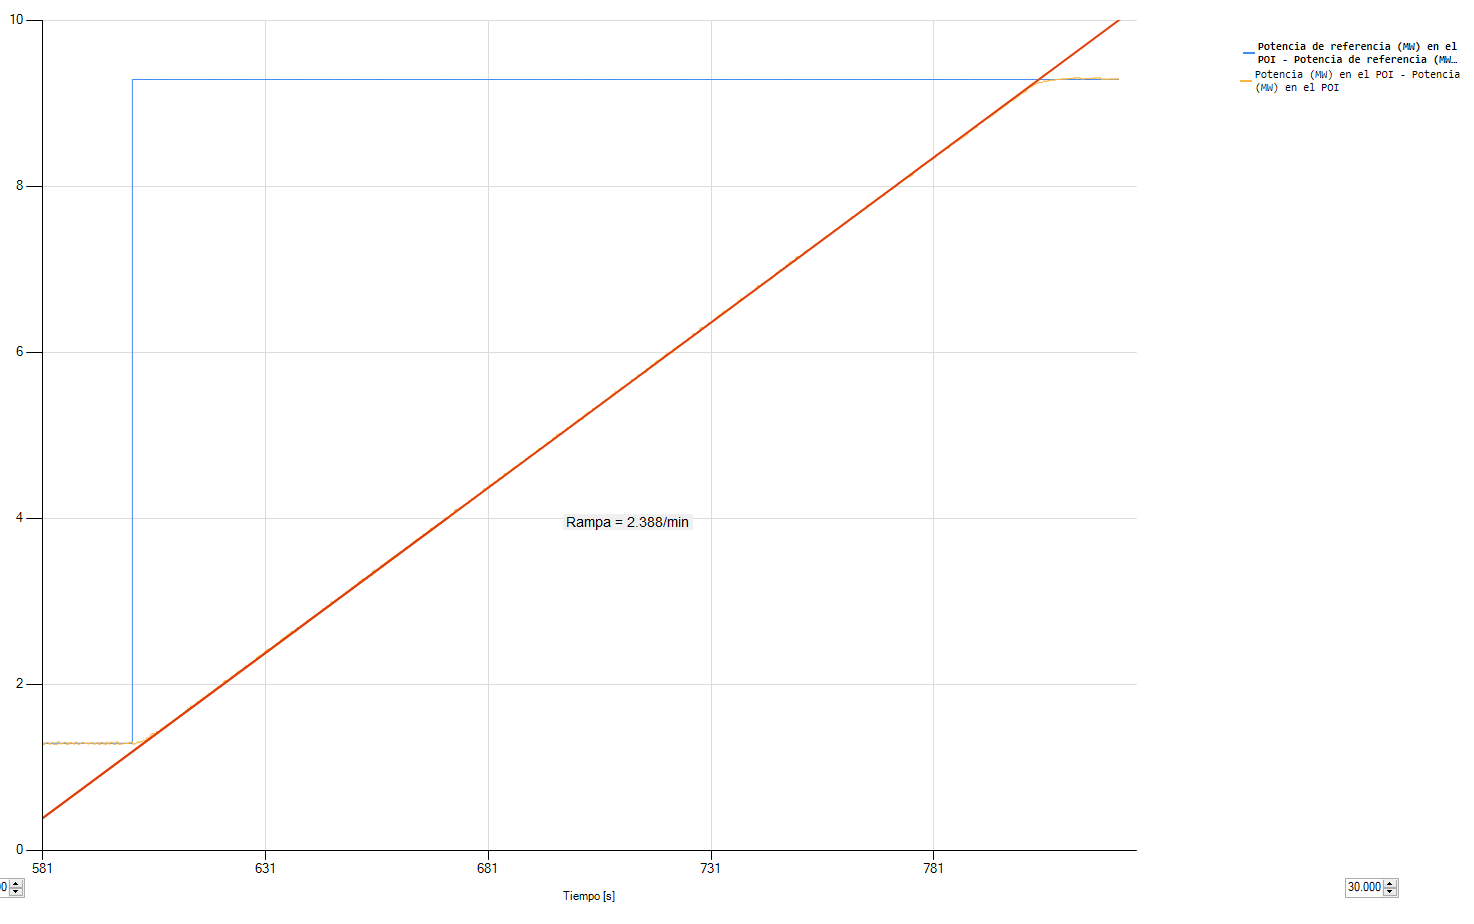 10
8
6
4
2
0
581
631
681
731
781
Tiempo [s]
Rampa = 2.388/min
Potencia de referencia (MW) en el
POI - Potencia de referencia (MW…
Potencia (MW) en el POI - Potencia
(MW) en el POI
30.000